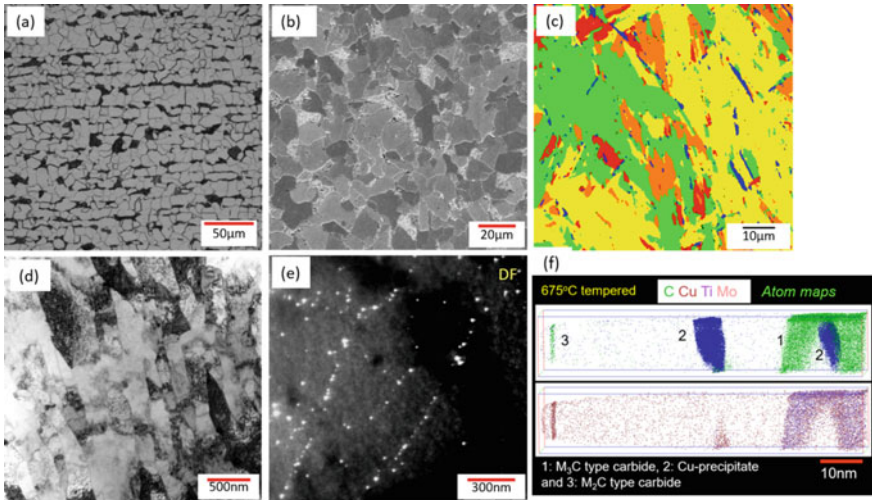 (a)
50µm
(b)
20µm
(c)
10µm
(d)
500nm
(e)
DF
300nm
(f)
675°C tempered
C Cu Ti Mo
Atom maps
3
2
1
2
10nm
1: M₃C type carbide, 2: Cu-precipitate
and 3: M₂C type carbide